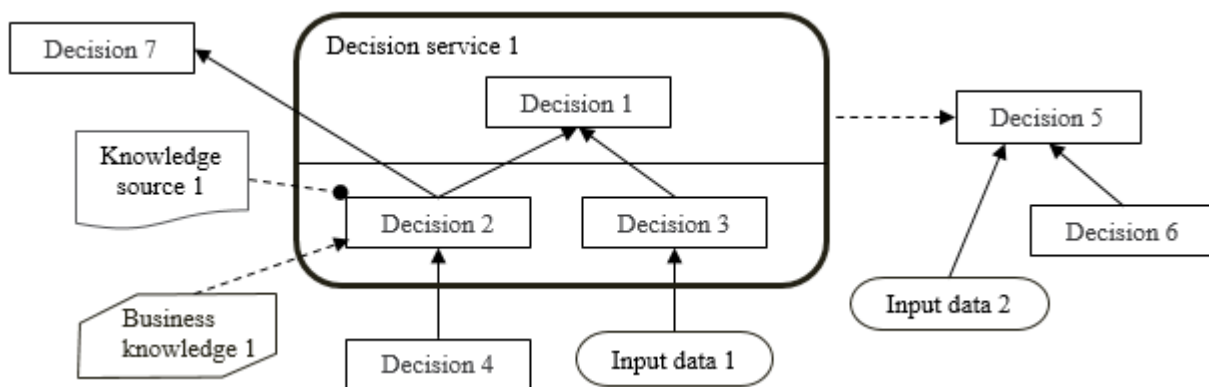 Decision 7
Decision service 1
Decision 1
Decision 5
Knowledge
source 1
Decision 2
Decision 3
Decision 6
Business
knowledge 1
Input data 2
Decision 4
Input data 1